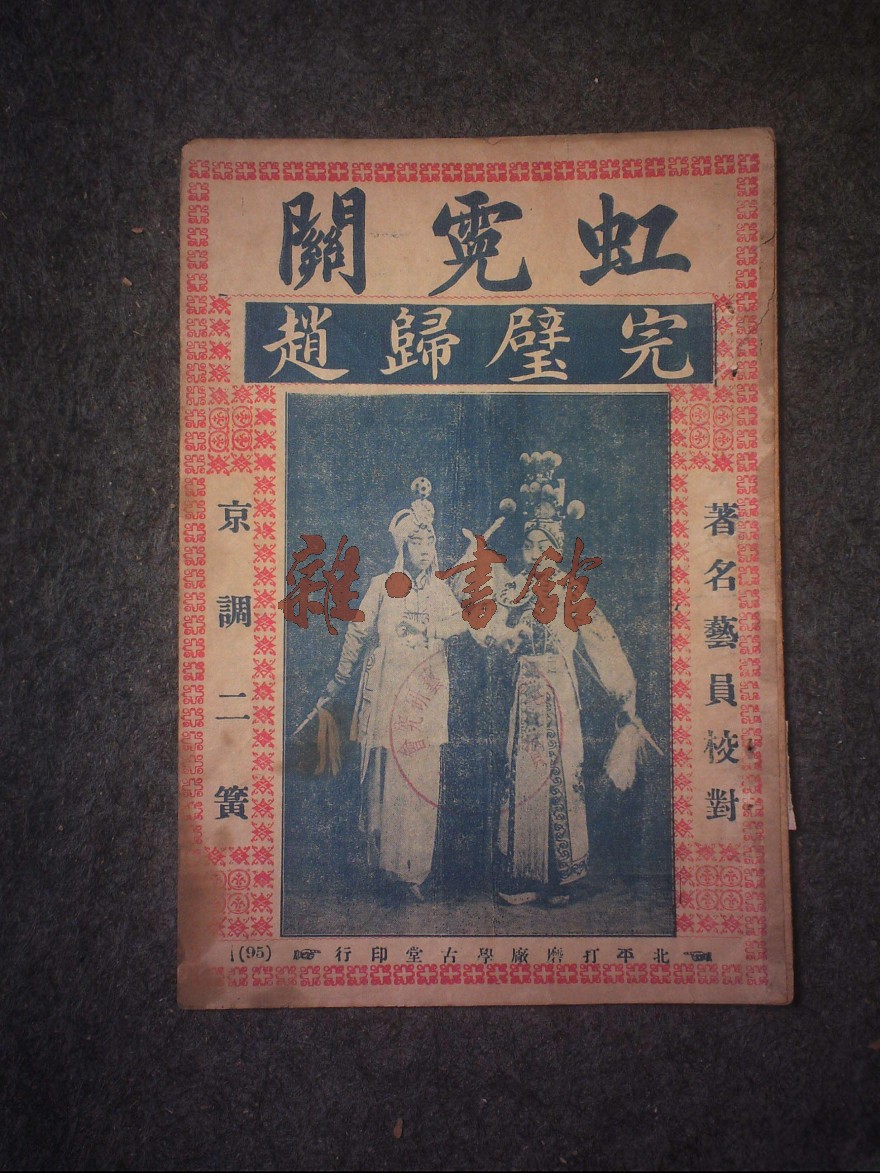 虹霓關
完璧歸趙
著名藝員校對
京調二簧
雜·書館
北平打磨廠學古堂印行
(95)